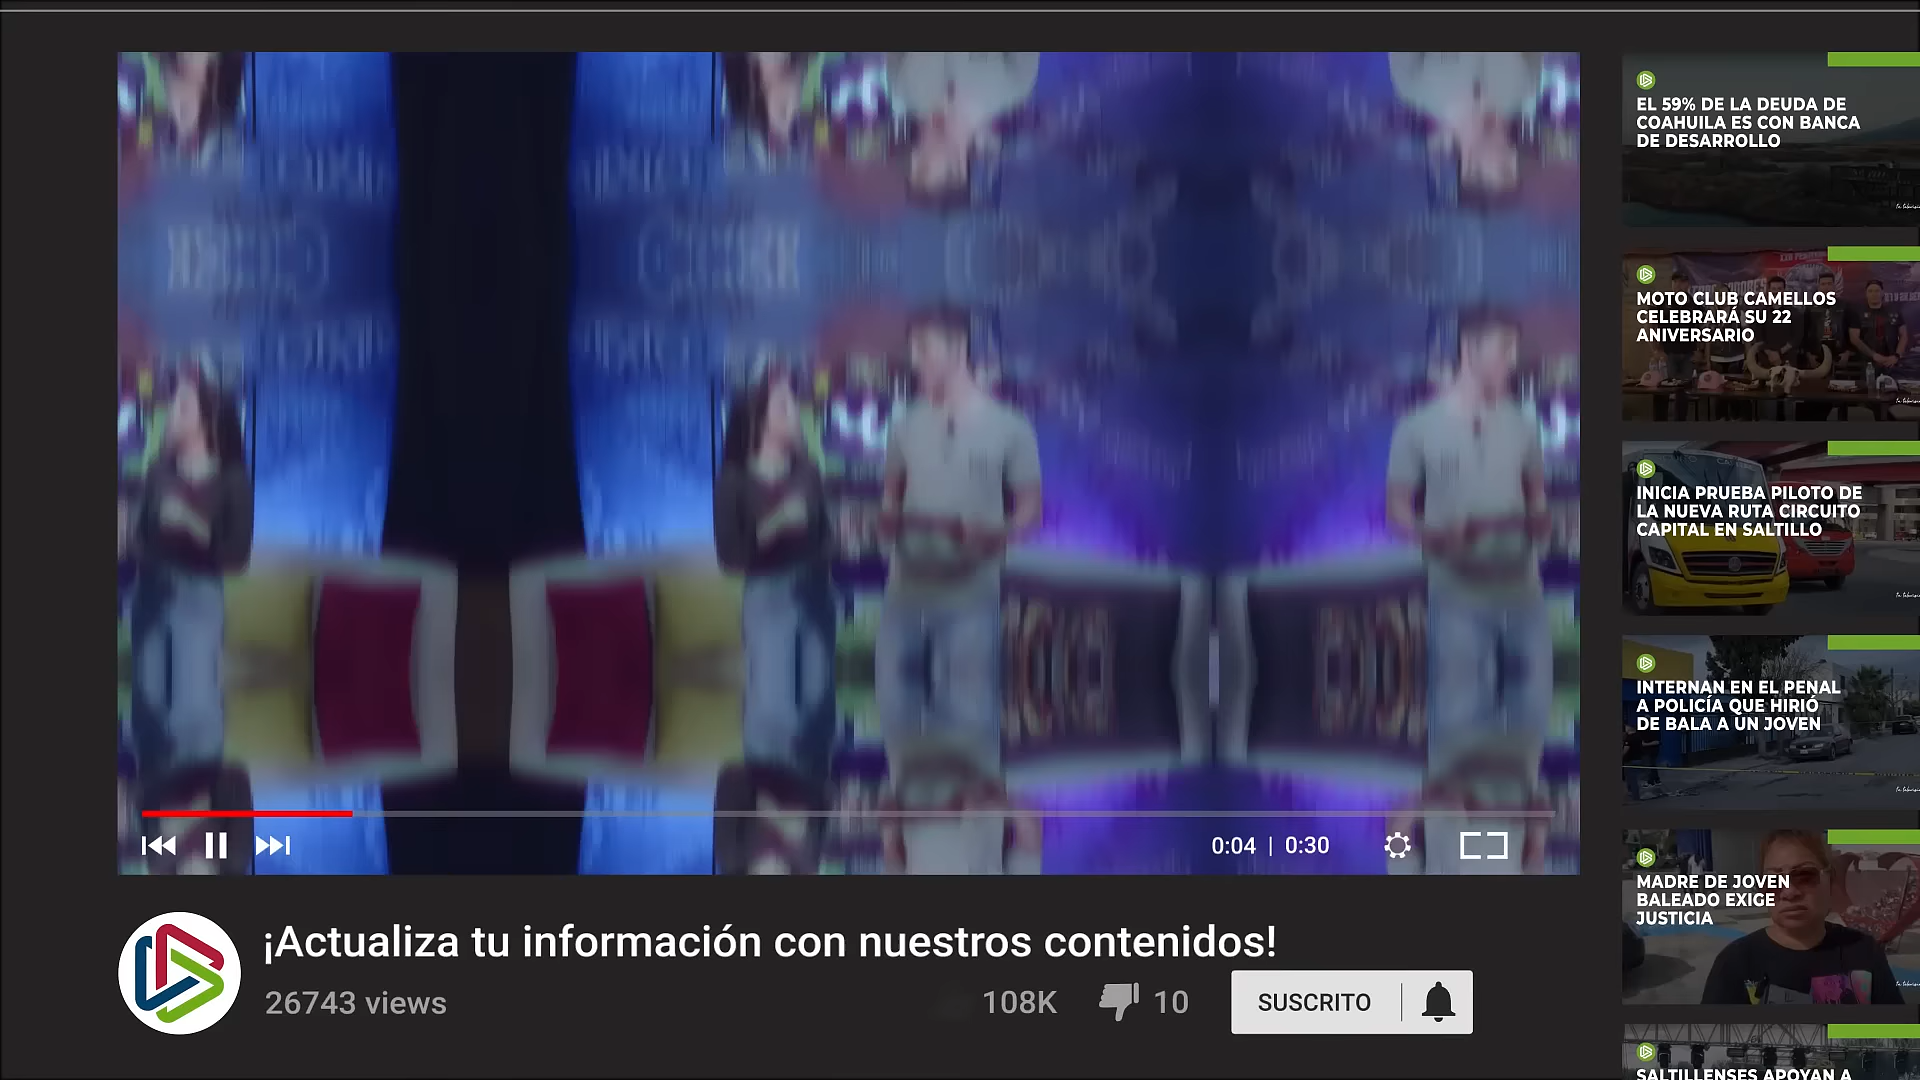 0:04 | 0:30
¡Actualiza tu información con nuestros contenidos!
26743 views
108K
10
SUSCRITO
EL 59% DE LA DEUDA DE
COAHUILA ES CON BANCA
DE DESARROLLO
MOTO CLUB CAMELLOS
CELEBRARÁ SU 22
ANIVERSARIO
INICIA PRUEBA PILOTO DE
LA NUEVA RUTA CIRCUITO
CAPITAL EN SALTILLO
INTERNAN EN EL PENAL
A POLICÍA QUE HIRIÓ
DE BALA A UN JOVEN
MADRE DE JOVEN
BALEADO EXIGE
JUSTICIA
SALTILLENSES APOYAN A